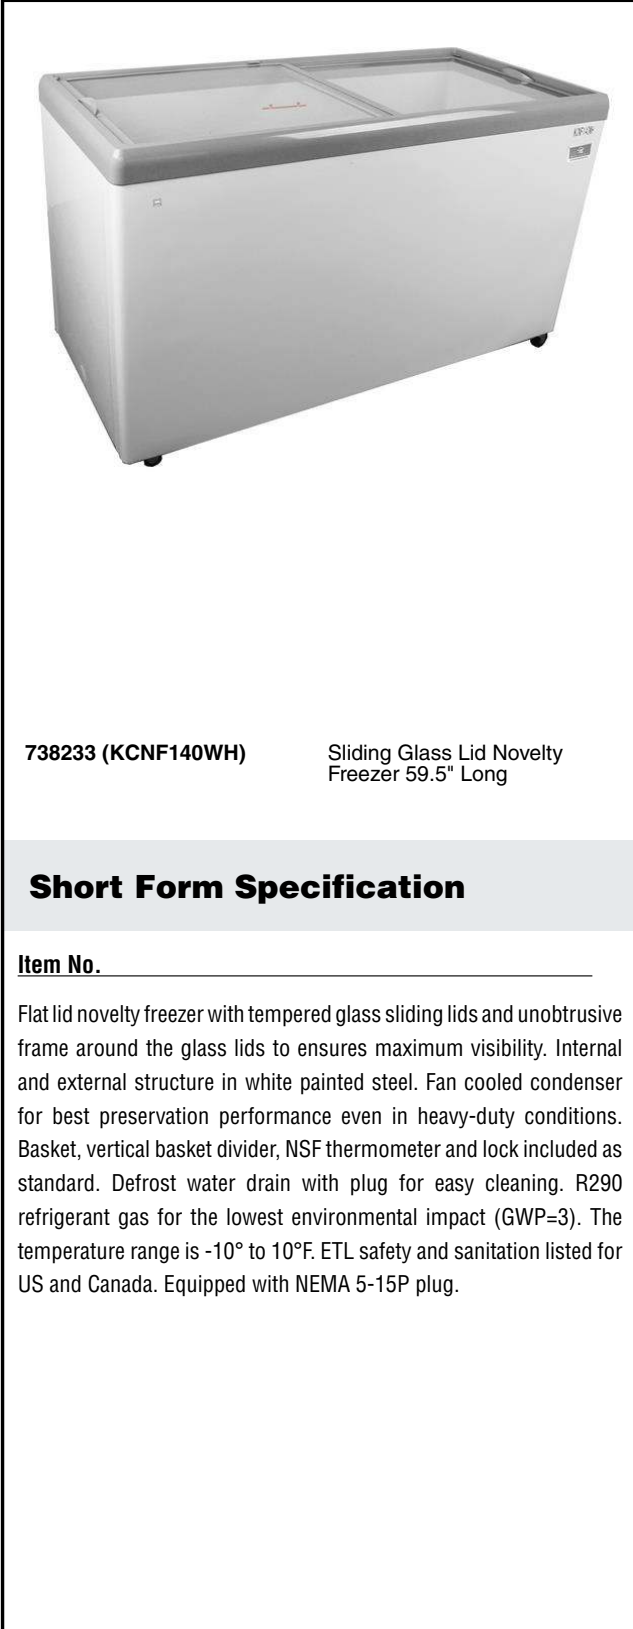 738233 (KCNF140WH)
Sliding Glass Lid Novelty
Freezer 59.5" Long
Short Form Specification
Item No.
Flat lid novelty freezer with tempered glass sliding lids and unobtrusive
frame around the glass lids to ensures maximum visibility. Internal
and external structure in white painted steel. Fan cooled condenser
for best preservation performance even in heavy-duty conditions.
Basket, vertical basket divider, NSF thermometer and lock included as
standard. Defrost water drain with plug for easy cleaning. R290
refrigerant gas for the lowest environmental impact (GWP=3). The
temperature range is -10° to 10°F. ETL safety and sanitation listed for
US and Canada. Equipped with NEMA 5-15P plug.